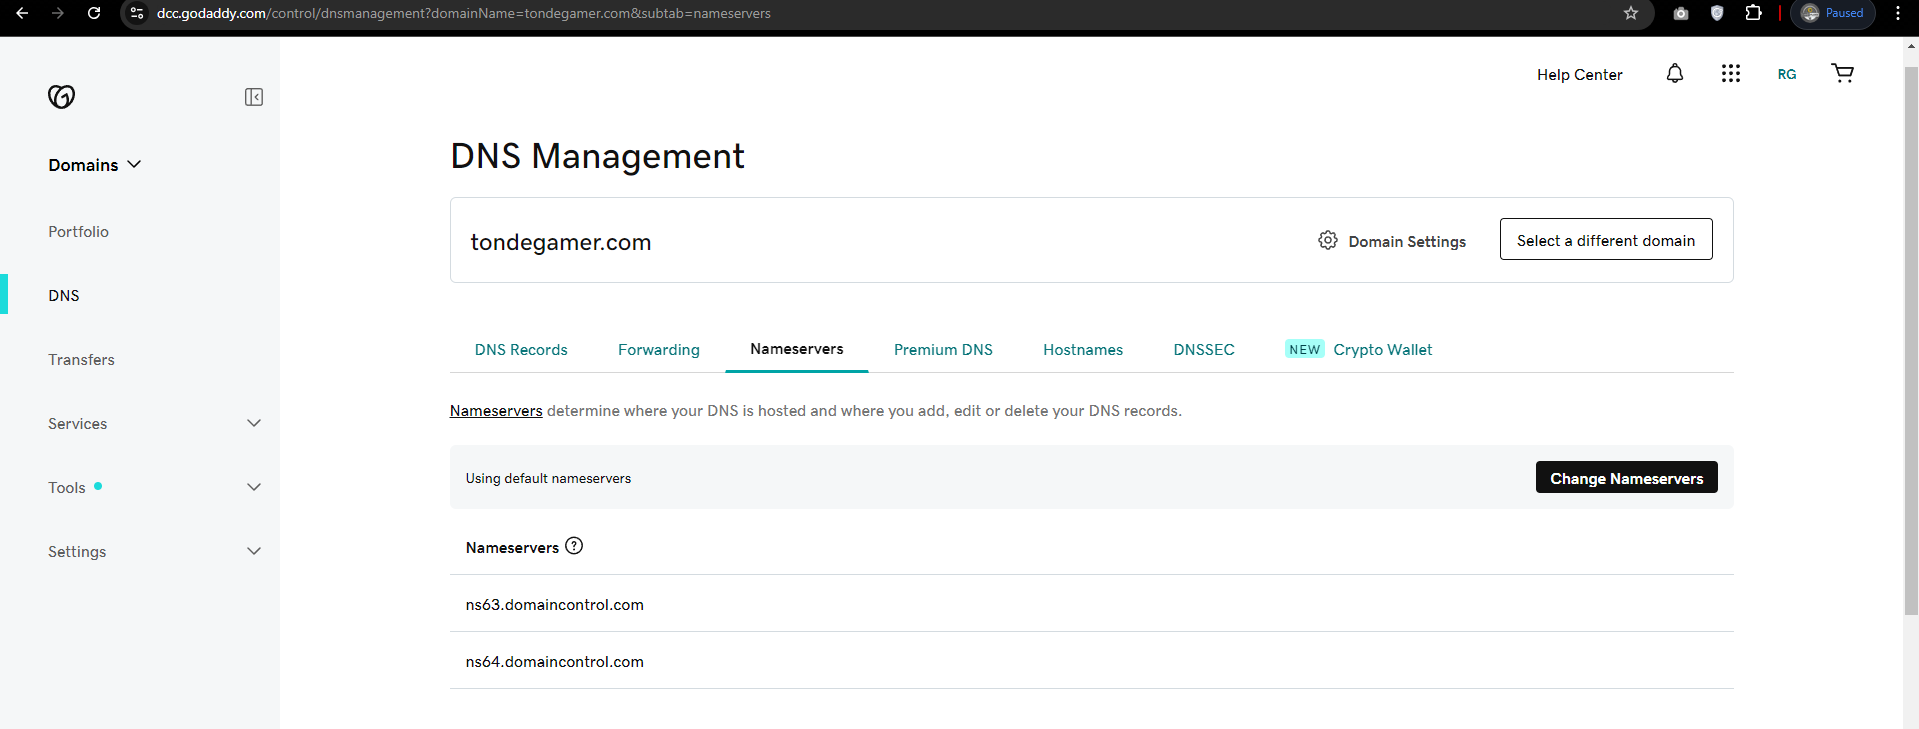 dcc.godaddy.com/control/dnsmanagement?domainName=tondegamer.com&subtab=nameservers
Paused
Help Center
RG
Domains
Portfolio
DNS
Transfers
Services
Tools
Settings
DNS Management
tondegamer.com
Domain Settings
Select a different domain
DNS Records
Forwarding
Nameservers
Premium DNS
Hostnames
DNSSEC
NEW Crypto Wallet
Nameservers determine where your DNS is hosted and where you add, edit or delete your DNS records.
Using default nameservers
Change Nameservers
Nameservers
ns63.domaincontrol.com
ns64.domaincontrol.com